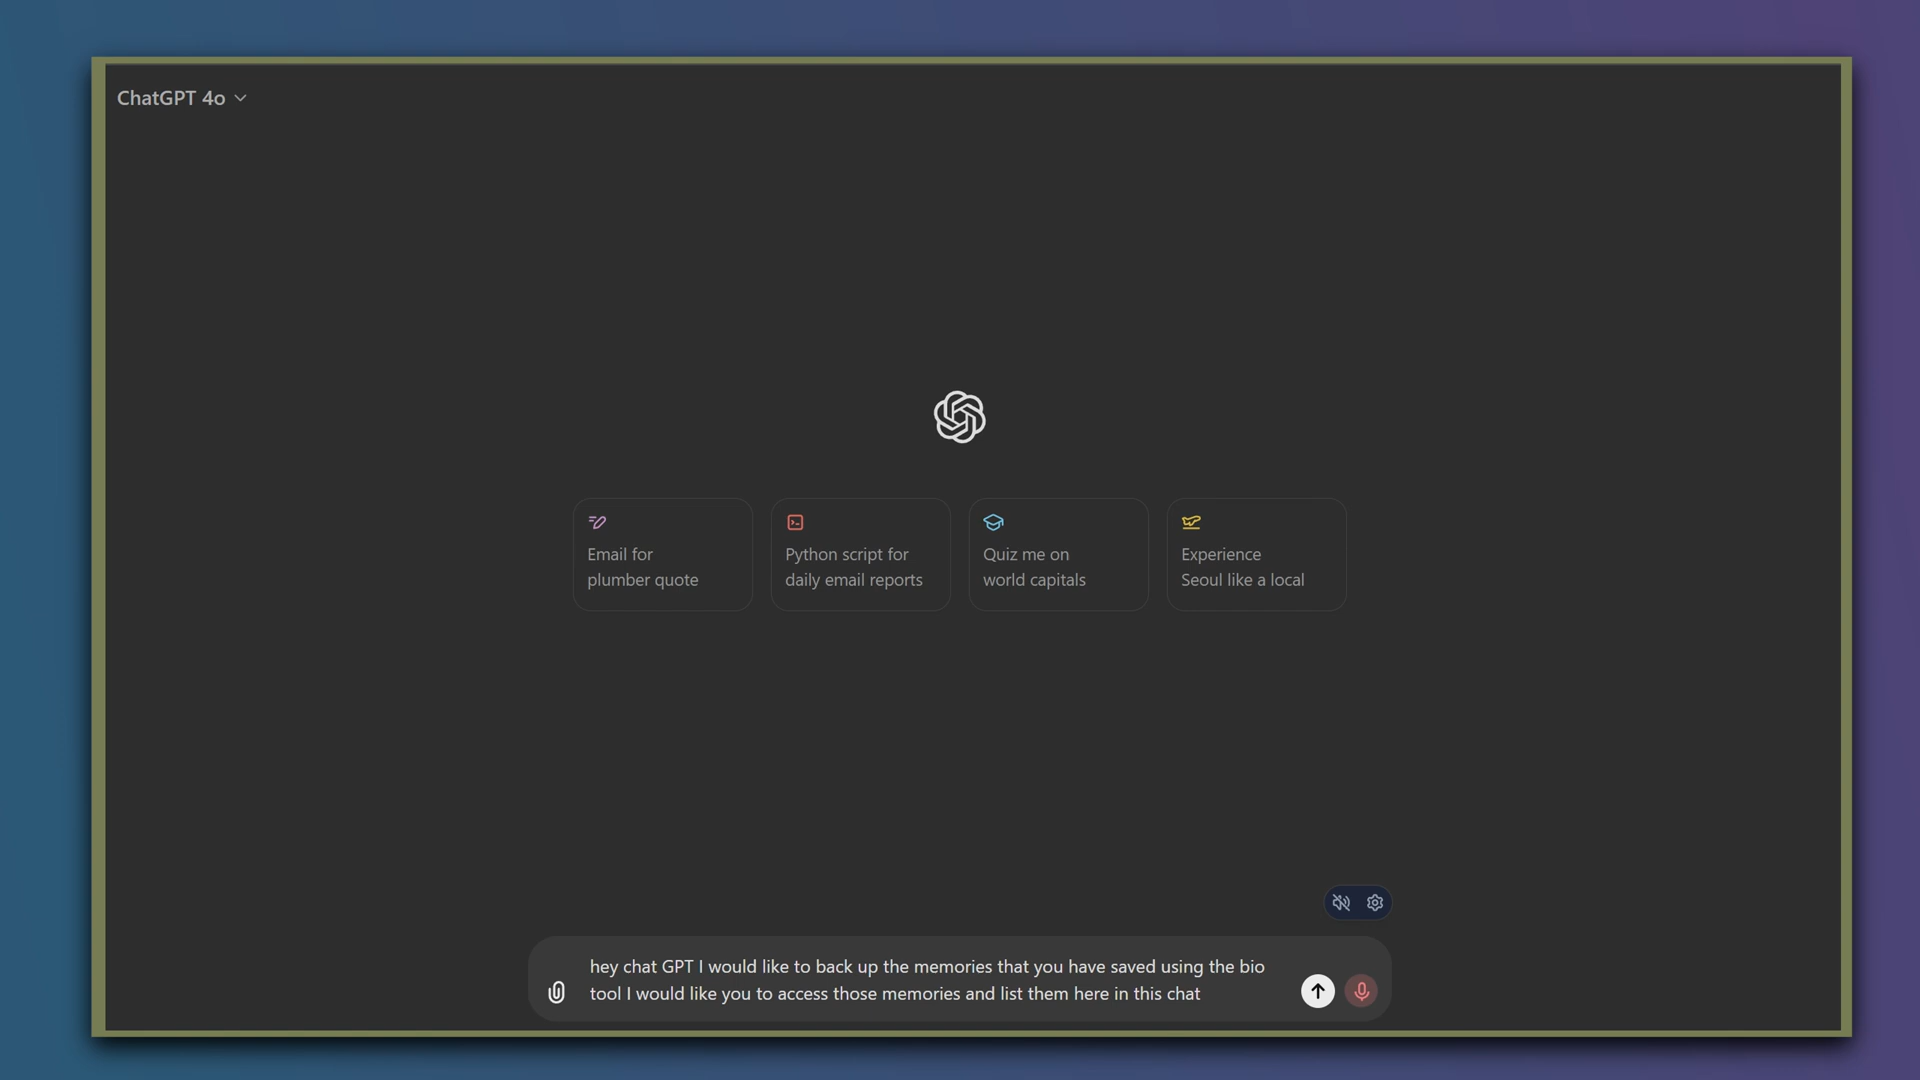 ChatGPT 4o
Email for
plumber quote
Python script for
daily email reports
Quiz me on
world capitals
Experience
Seoul like a local
hey chat GPT I would like to back up the memories that you have saved using the bio
tool I would like you to access those memories and list them here in this chat